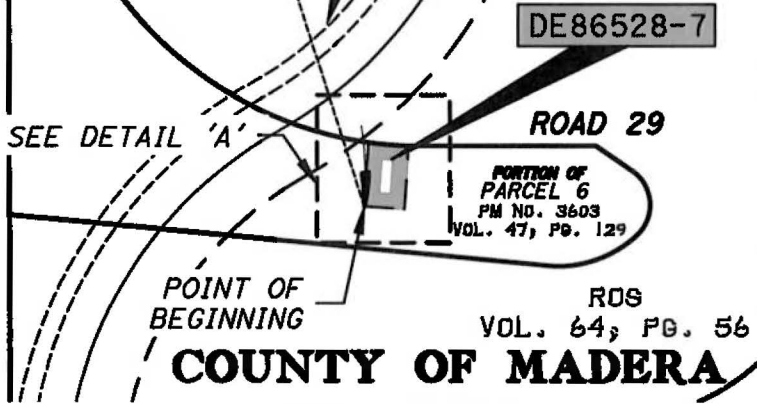 DE86528-7
SEE DETAIL 'A'
ROAD 29
PORTION OF
PARCEL 6
PM NO. 3603
VOL. 47, PG. 129
POINT OF
BEGINNING
ROS
VOL. 64, PG. 56
COUNTY OF MADERA